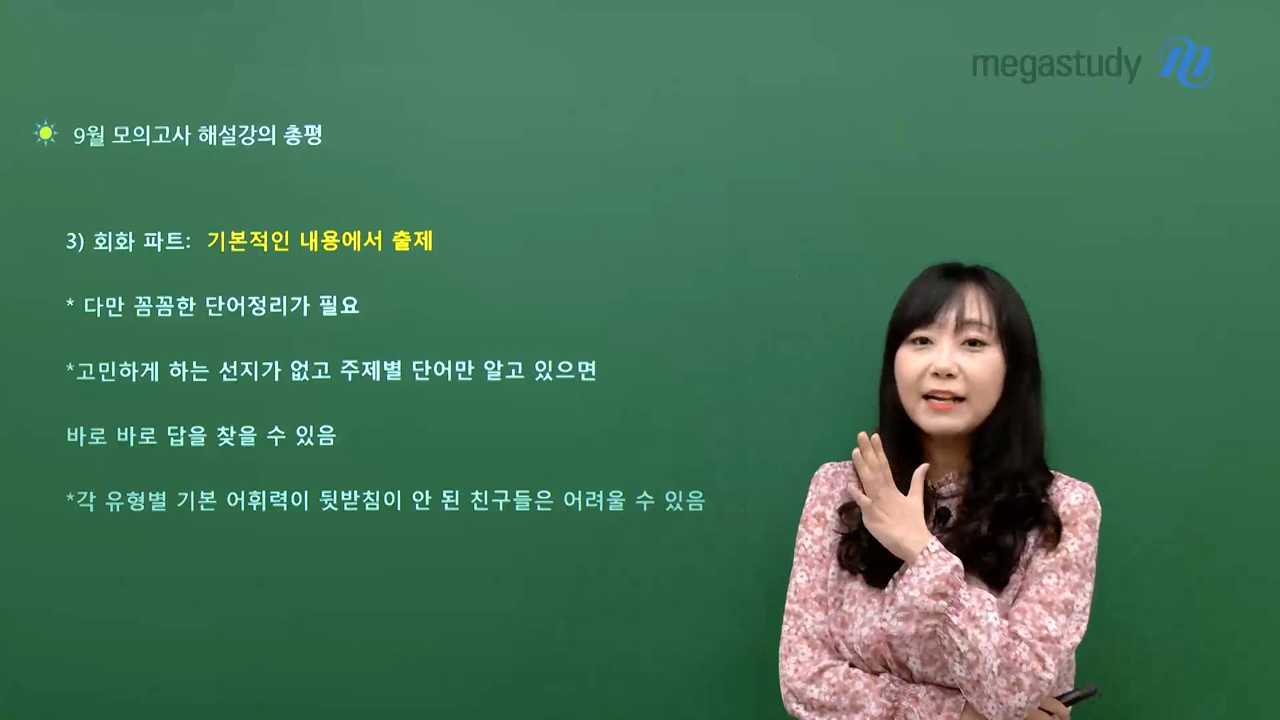 megastudy
9월 모의고사 해설강의 총평
3) 회화 파트: 기본적인 내용에서 출제
* 다만 꼼꼼한 단어정리가 필요
*고민하게 하는 선지가 없고 주제별 단어만 알고 있으면
바로 바로 답을 찾을 수 있음
*각 유형별 기본 어휘력이 뒷받침이 안 된 친구들은 어려울 수 있음